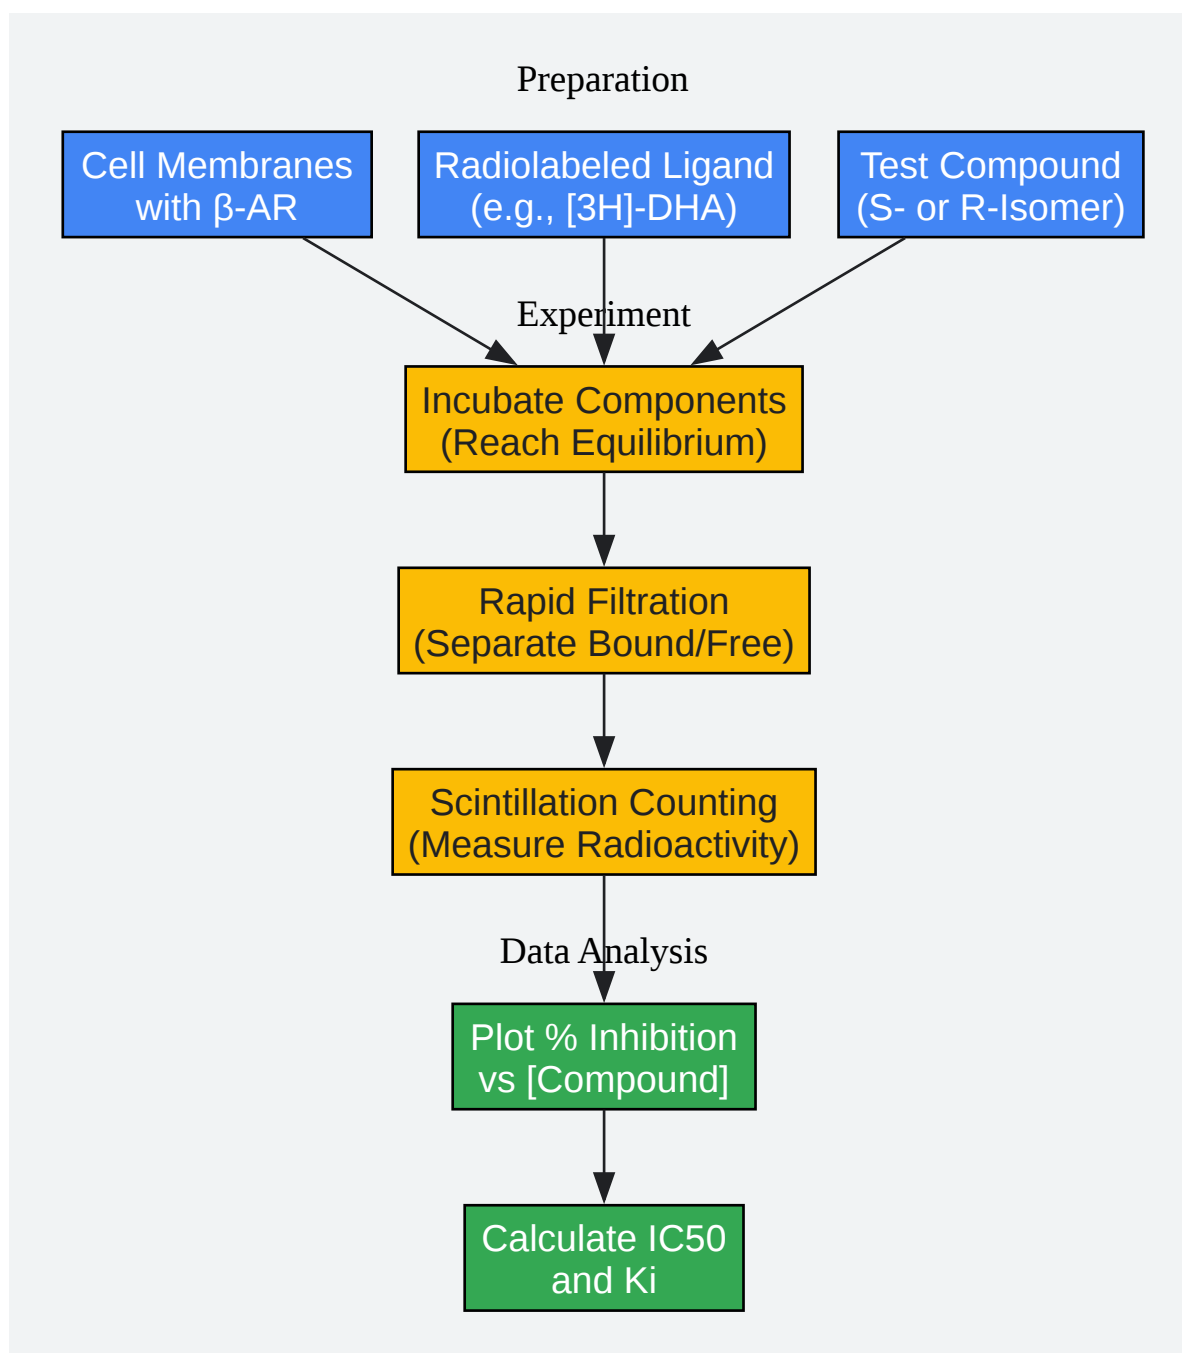 Preparation
Cell Membranes
with β-AR
Radiolabeled Ligand
(e.g., [3H]-DHA)
Test Compound
(S- or R-Isomer)
Experiment
Incubate Components
(Reach Equilibrium)
Rapid Filtration
(Separate Bound/Free)
Scintillation Counting
(Measure Radioactivity)
Data Analysis
Plot % Inhibition
vs [Compound]
Calculate IC50
and Ki